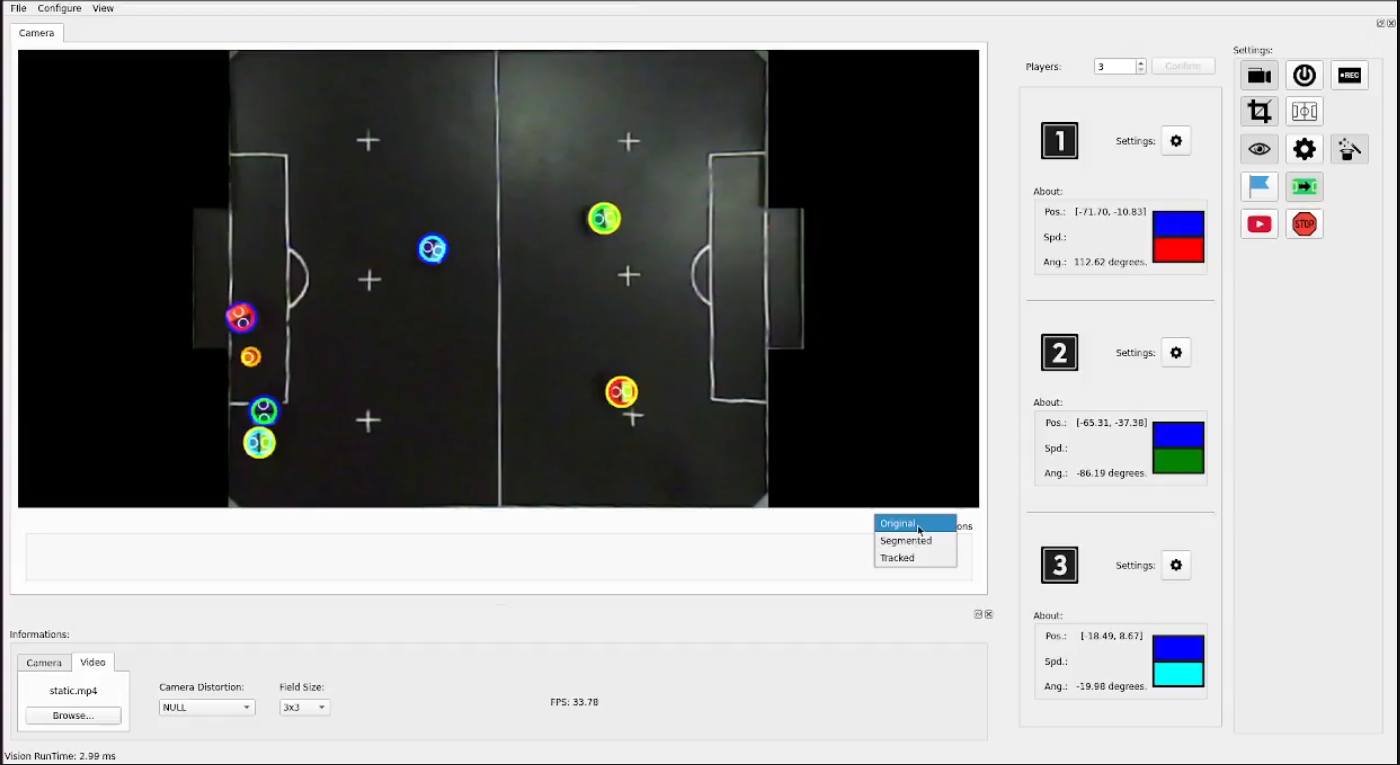 File Configure View
Camera
ons
Original
Segmented
Tracked
Informations:
Camera Video
static.mp4
Browse...
Camera Distortion:
NULL
Field Size:
3x3
FPS: 33.78
Vision RunTime: 2.99 ms
Players: 3 Confirm
1
Settings:
About:
Pos.: [-71.70, -10.83]
Spd.:
Ang.: 112.62 degrees.
2
Settings:
About:
Pos.: [-65.31, -37.38]
Spd.:
Ang.: -86.19 degrees.
3
Settings:
About:
Pos.: [-18.49, 8.67]
Spd.:
Ang.: -19.98 degrees.
Settings:
REC
STOP